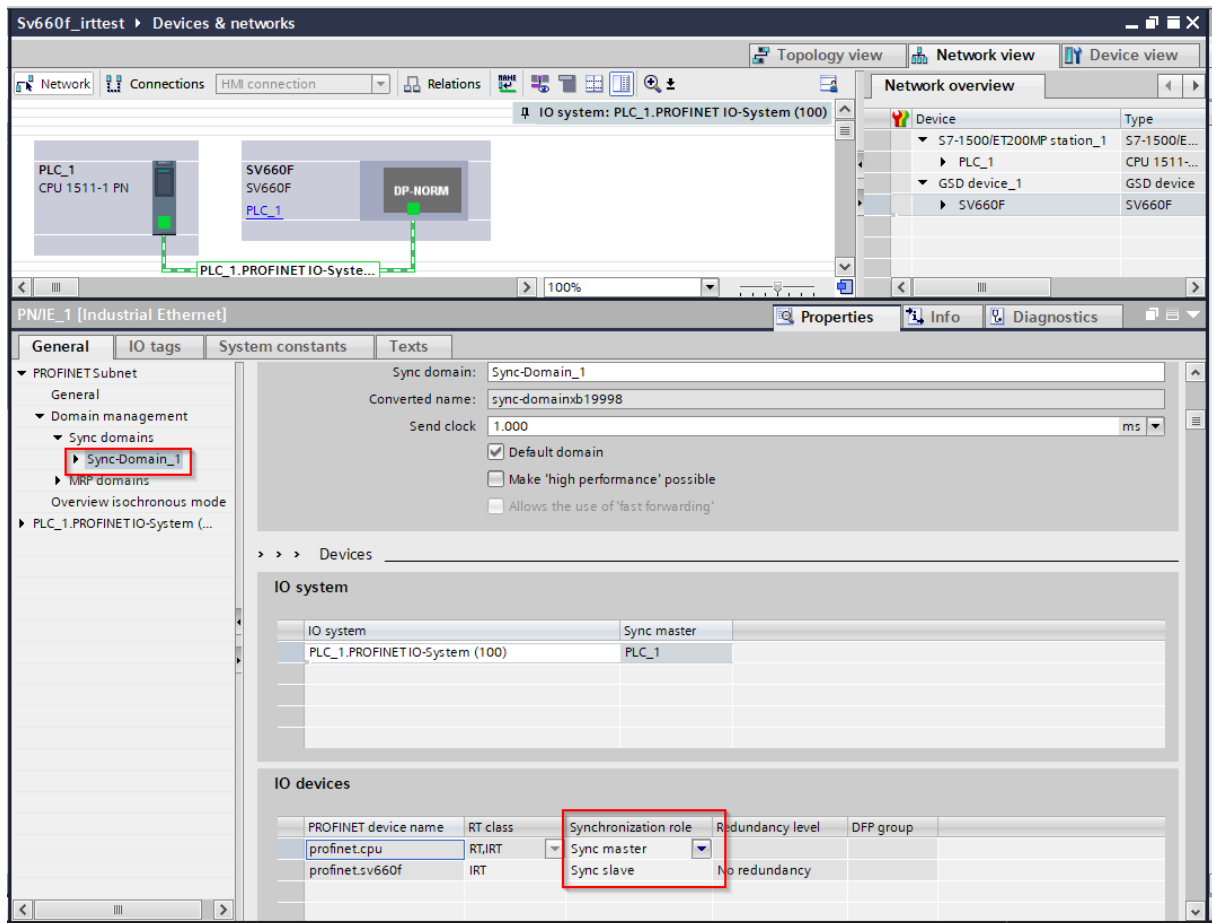 Sv660f_irttest ▸ Devices & networks
Topology view
Network view
Device view
Network
Connections
HMI connection
Relations
Network overview
IO system: PLC_1.PROFINET IO-System (100)
Device
Type
S7-1500/ET200MP station_1
S7-1500/E...
PLC_1
CPU 1511-...
GSD device_1
GSD device
SV660F
SV660F
PLC_1
CPU 1511-1 PN
SV660F
SV660F
PLC_1
DP-NORM
PLC_1.PROFINET IO-Syste...
100%
PN/IE_1 [Industrial Ethernet]
Properties
Info
Diagnostics
General
IO tags
System constants
Texts
PROFINET Subnet
General
Domain management
Sync domains
Sync-Domain_1
MRP domains
Overview isochronous mode
PLC_1.PROFINET IO-System (...
Sync domain:
Sync-Domain_1
Converted name:
sync-domainxb19998
Send clock
1.000
ms
Default domain
Make 'high performance' possible
Allows the use of 'fast forwarding'
> > > Devices
IO system
IO system
Sync master
PLC_1.PROFINET IO-System (100)
PLC_1
IO devices
PROFINET device name
RT class
Synchronization role
Redundancy level
DFP group
profinet.cpu
RT,IRT
Sync master
profinet.sv660f
IRT
Sync slave
No redundancy